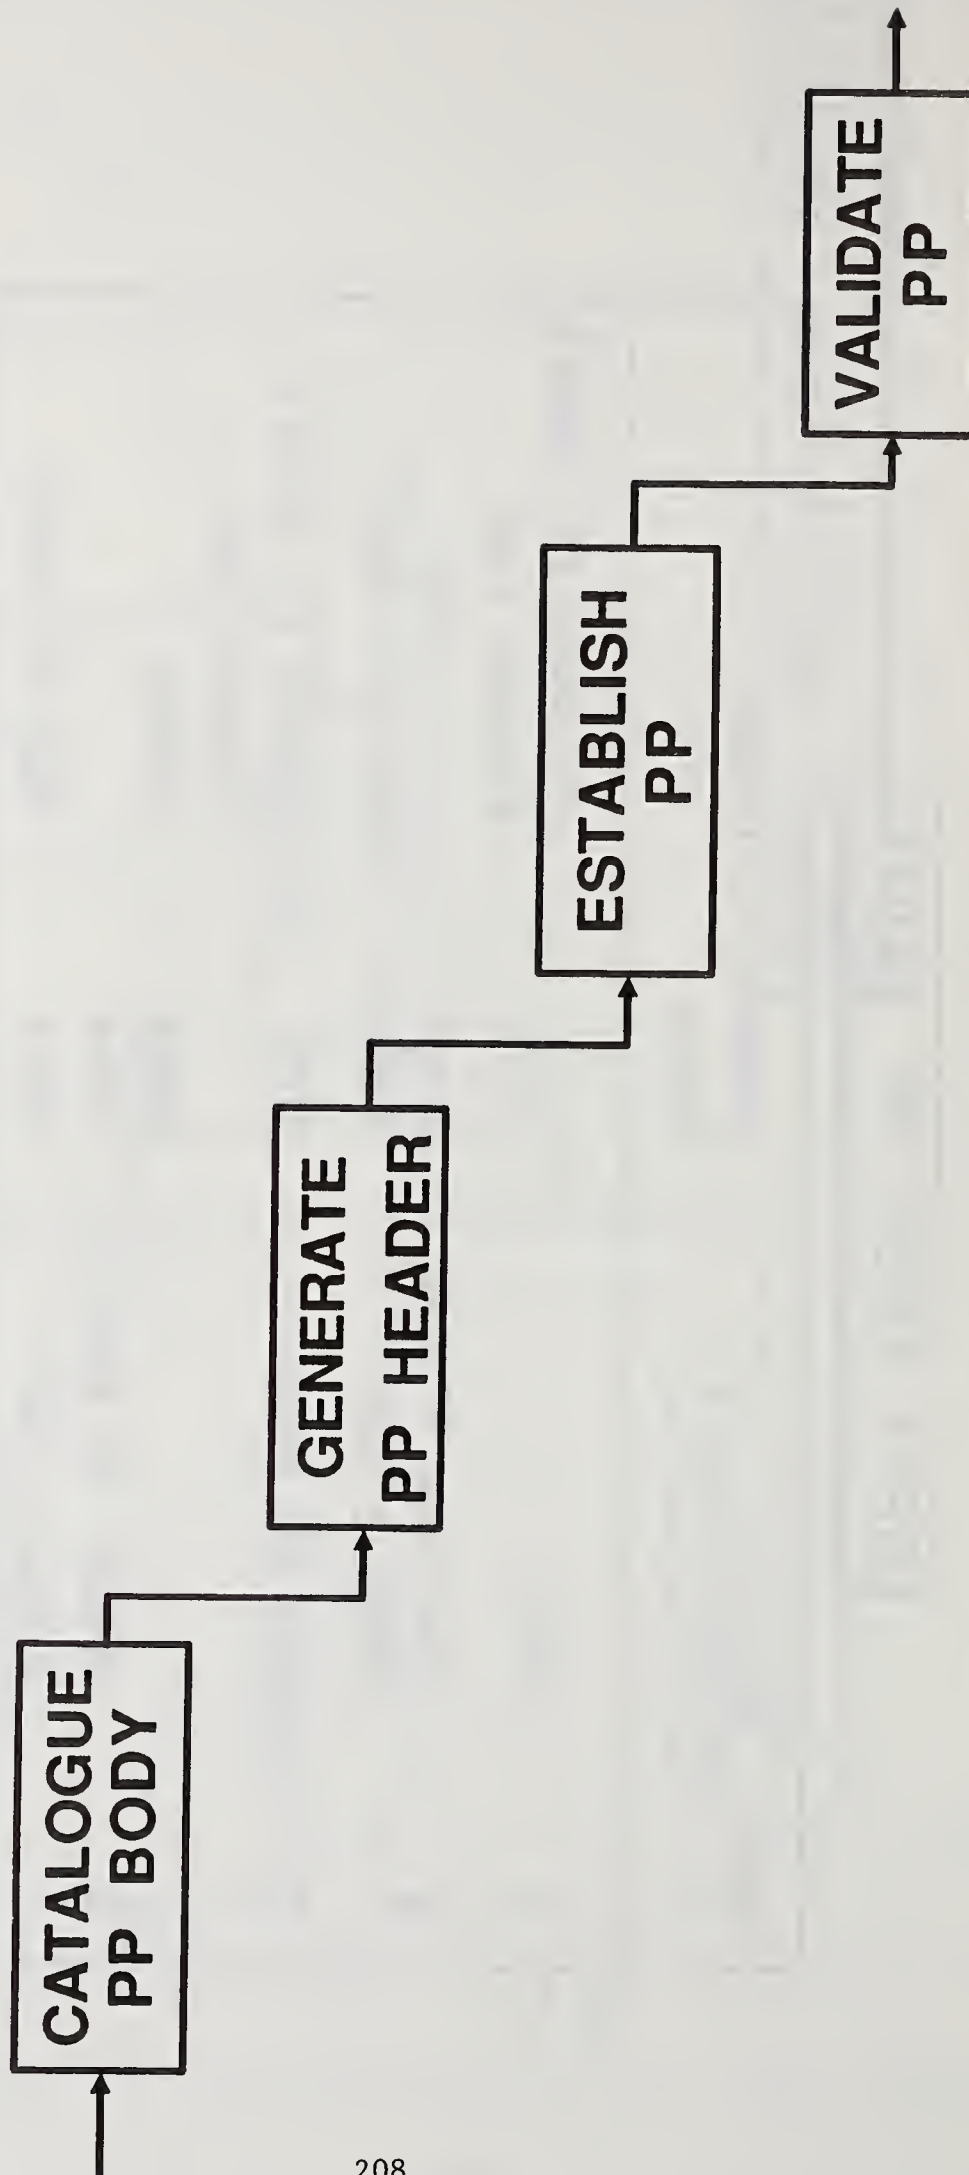 CATALOGUE
PP BODY
GENERATE
PP HEADER
ESTABLISH
PP
VALIDATE
PP
208